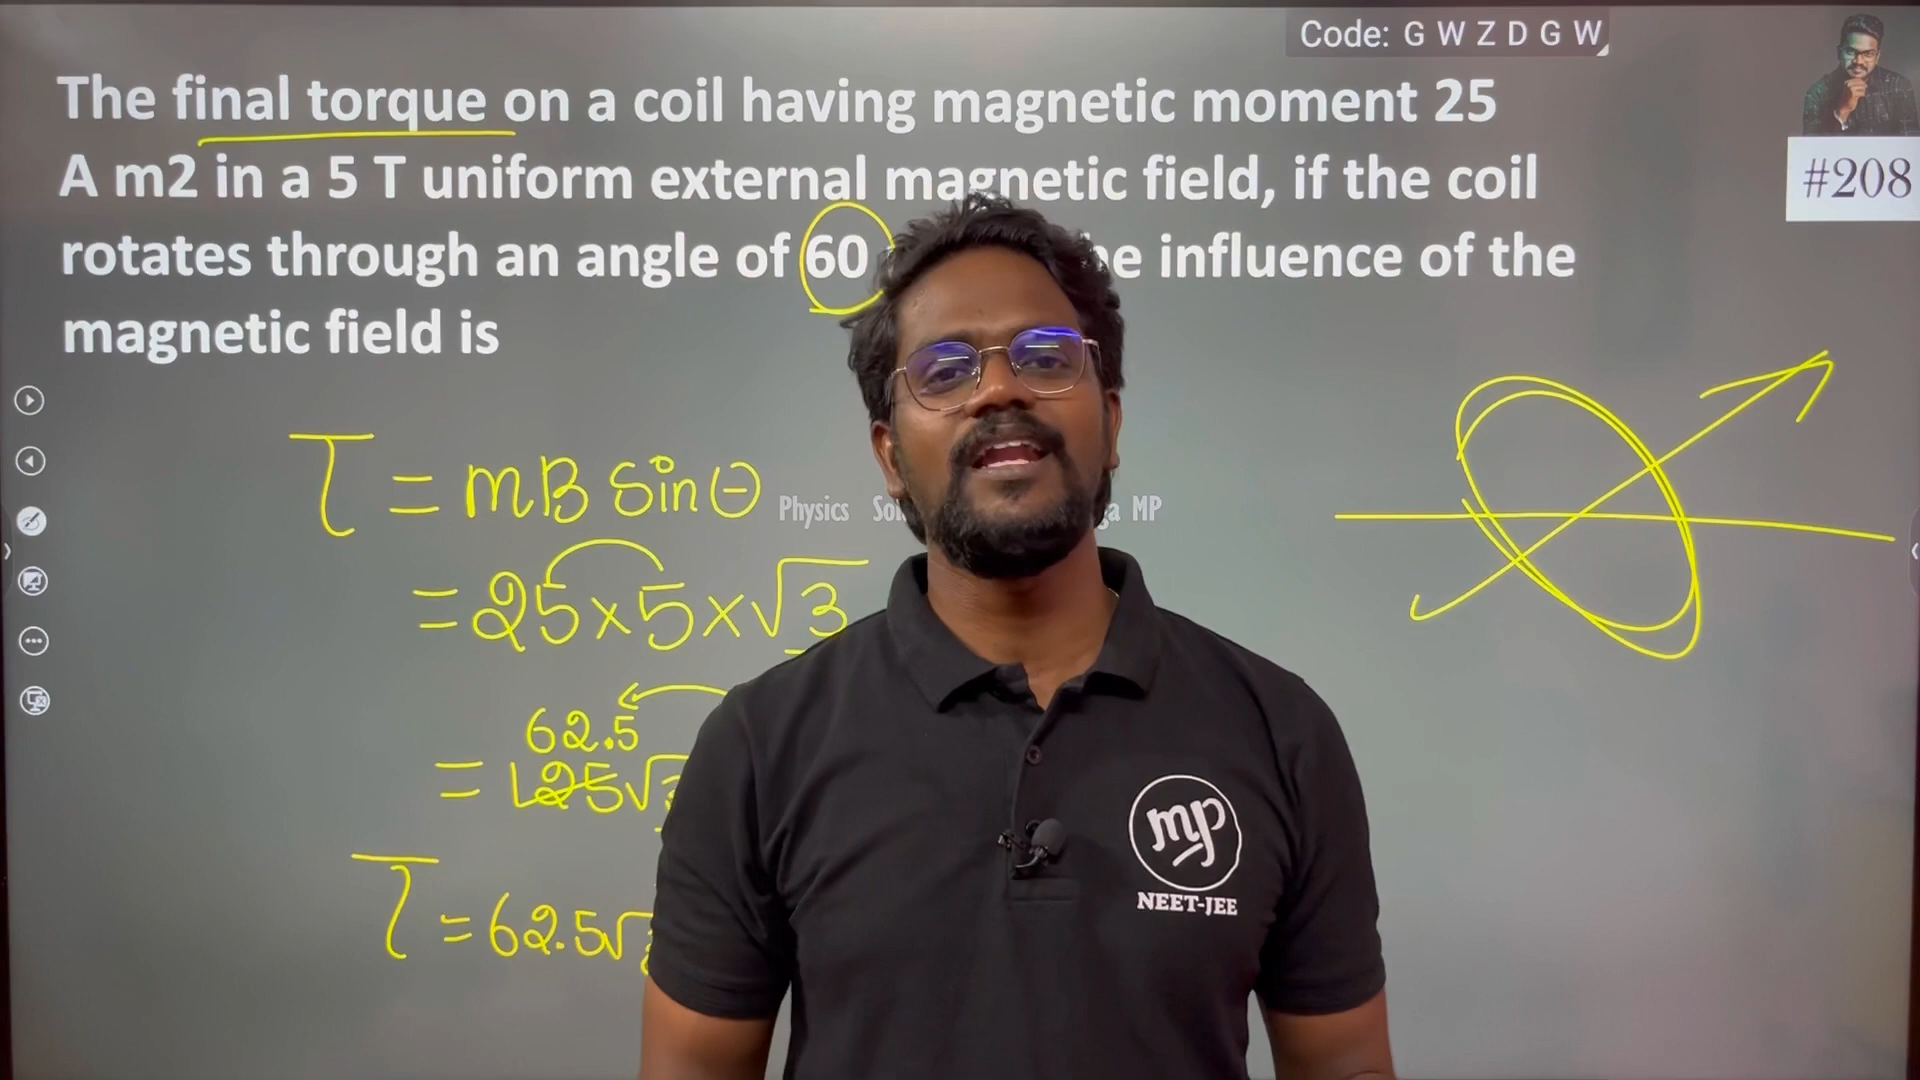 Code: G W Z D G W
The final torque on a coil having magnetic moment 25
A m2 in a 5 T uniform external magnetic field, if the coil
#208
rotates through an angle of 60 influence of the
magnetic field is
τ = MB Sin θ
Physics MP
= 25 × 5 × √3
62.5
= 125√
τ = 62.5√
mp
NEET-JEE